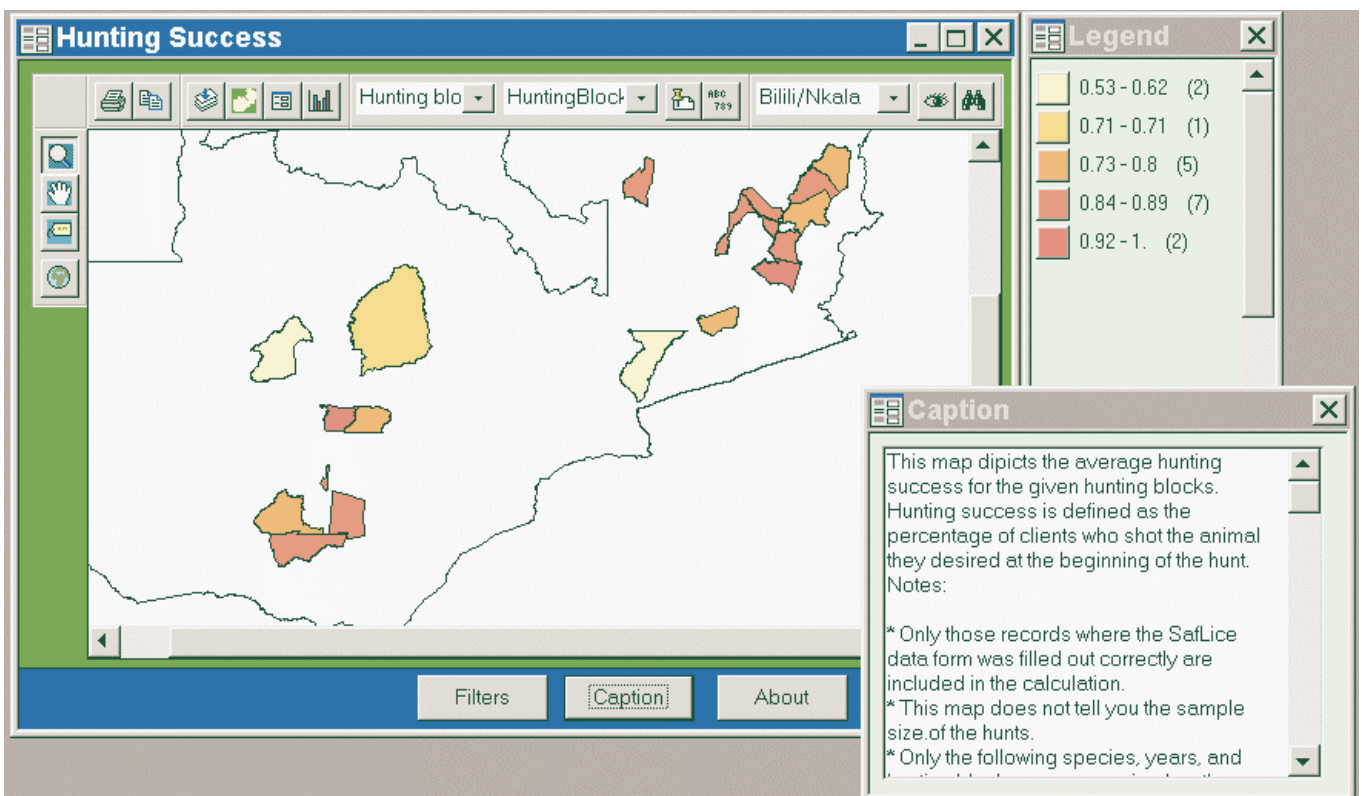 Hunting Success
Hunting blo
HuntingBlock
ABC
789
Bilili/Nkala
Legend
0.53 - 0.62 (2)
0.71 - 0.71 (1)
0.73 - 0.8 (5)
0.84 - 0.89 (7)
0.92 - 1. (2)
Filters
Caption
About
Caption
This map dipicts the average hunting
success for the given hunting blocks.
Hunting success is defined as the
percentage of clients who shot the animal
they desired at the beginning of the hunt.
Notes:
* Only those records where the SafLice
data form was filled out correctly are
included in the calculation.
* This map does not tell you the sample
size.of the hunts.
* Only the following species, years, and